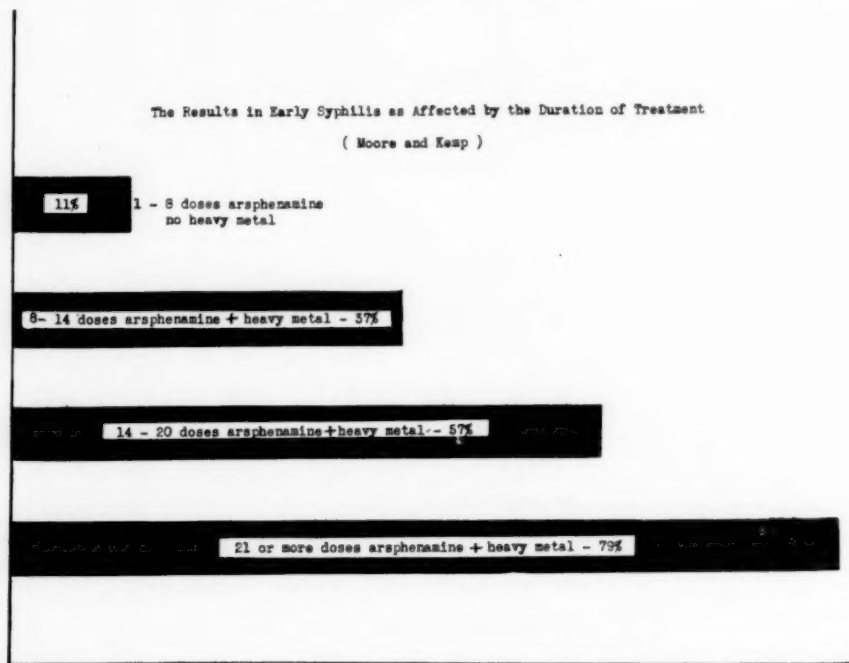 The Results in Early Syphilis as Affected by the Duration of Treatment
( Moore and Kemp )
11%
1 - 8 doses arsphenamine
no heavy metal
8- 14 doses arsphenamine + heavy metal - 37%
14 - 20 doses arsphenamine+heavy metal - 57%
21 or more doses arsphenamine + heavy metal - 79%